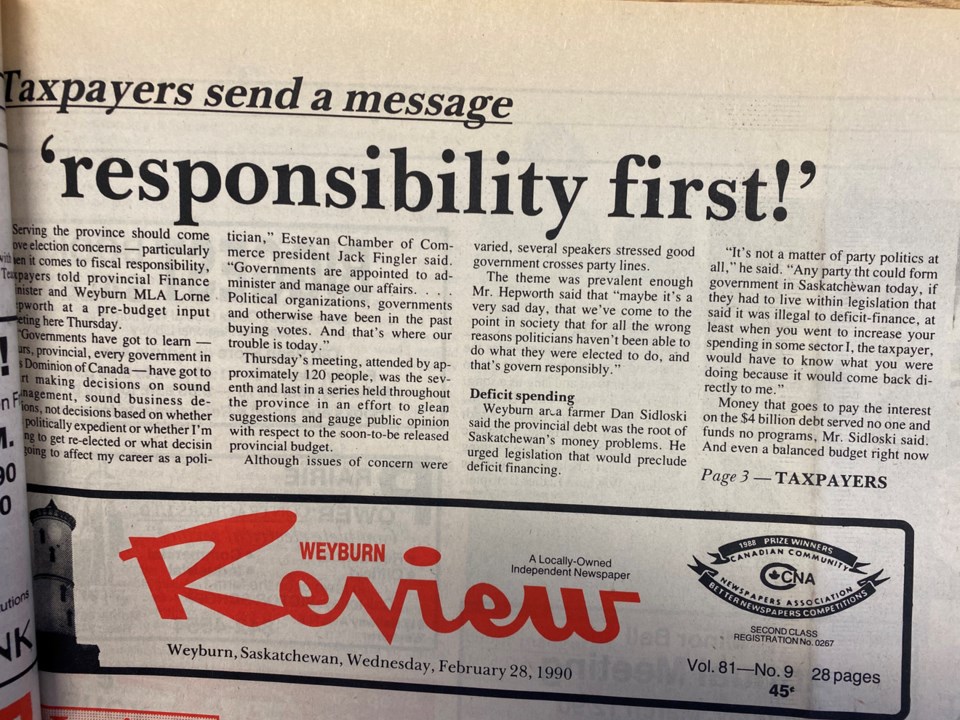 Taxpayers send a message
‘responsibility first!’
Serving the province should come
ove election concerns — particularly
en it comes to fiscal responsibility,
payers told provincial Finance
nister and Weyburn MLA Lorne
pworth at a pre-budget input
eting here Thursday.
"Governments have got to learn —
urs, provincial, every government in
s Dominion of Canada — have got to
rt making decisions on sound
nagement, sound business de-
ions, not decisions based on whether
politically expedient or whether I'm
ng to get re-elected or what decisin
going to affect my career as a poli-
tician," Estevan Chamber of Com-
merce president Jack Fingler said.
"Governments are appointed to ad-
minister and manage our affairs. . . .
Political organizations, governments
and otherwise have been in the past
buying votes. And that's where our
trouble is today."
Thursday's meeting, attended by ap-
proximately 120 people, was the sev-
enth and last in a series held throughout
the province in an effort to glean
suggestions and gauge public opinion
with respect to the soon-to-be released
provincial budget.
Although issues of concern were
varied, several speakers stressed good
government crosses party lines.
The theme was prevalent enough
Mr. Hepworth said that "maybe it's a
very sad day, that we've come to the
point in society that for all the wrong
reasons politicians haven't been able to
do what they were elected to do, and
that's govern responsibly."
Deficit spending
Weyburn area farmer Dan Sidloski
said the provincial debt was the root of
Saskatchewan's money problems. He
urged legislation that would preclude
deficit financing.
"It's not a matter of party politics at
all," he said. "Any party tht could form
government in Saskatchewan today, if
they had to live within legislation that
said it was illegal to deficit-finance, at
least when you went to increase your
spending in some sector I, the taxpayer,
would have to know what you were
doing because it would come back di-
rectly to me."
Money that goes to pay the interest
on the $4 billion debt served no one and
funds no programs, Mr. Sidloski said.
And even a balanced budget right now
Page 3 — TAXPAYERS
WEYBURN
Review
A Locally-Owned
Independent Newspaper
1988 PRIZE WINNERS
CANADIAN COMMUNITY
CNA
NEWSPAPERS ASSOCIATION
BETTER NEWSPAPERS COMPETITIONS
SECOND CLASS
REGISTRATION No. 0267
Weyburn, Saskatchewan, Wednesday, February 28, 1990
Vol. 81—No. 9 28 pages
45¢